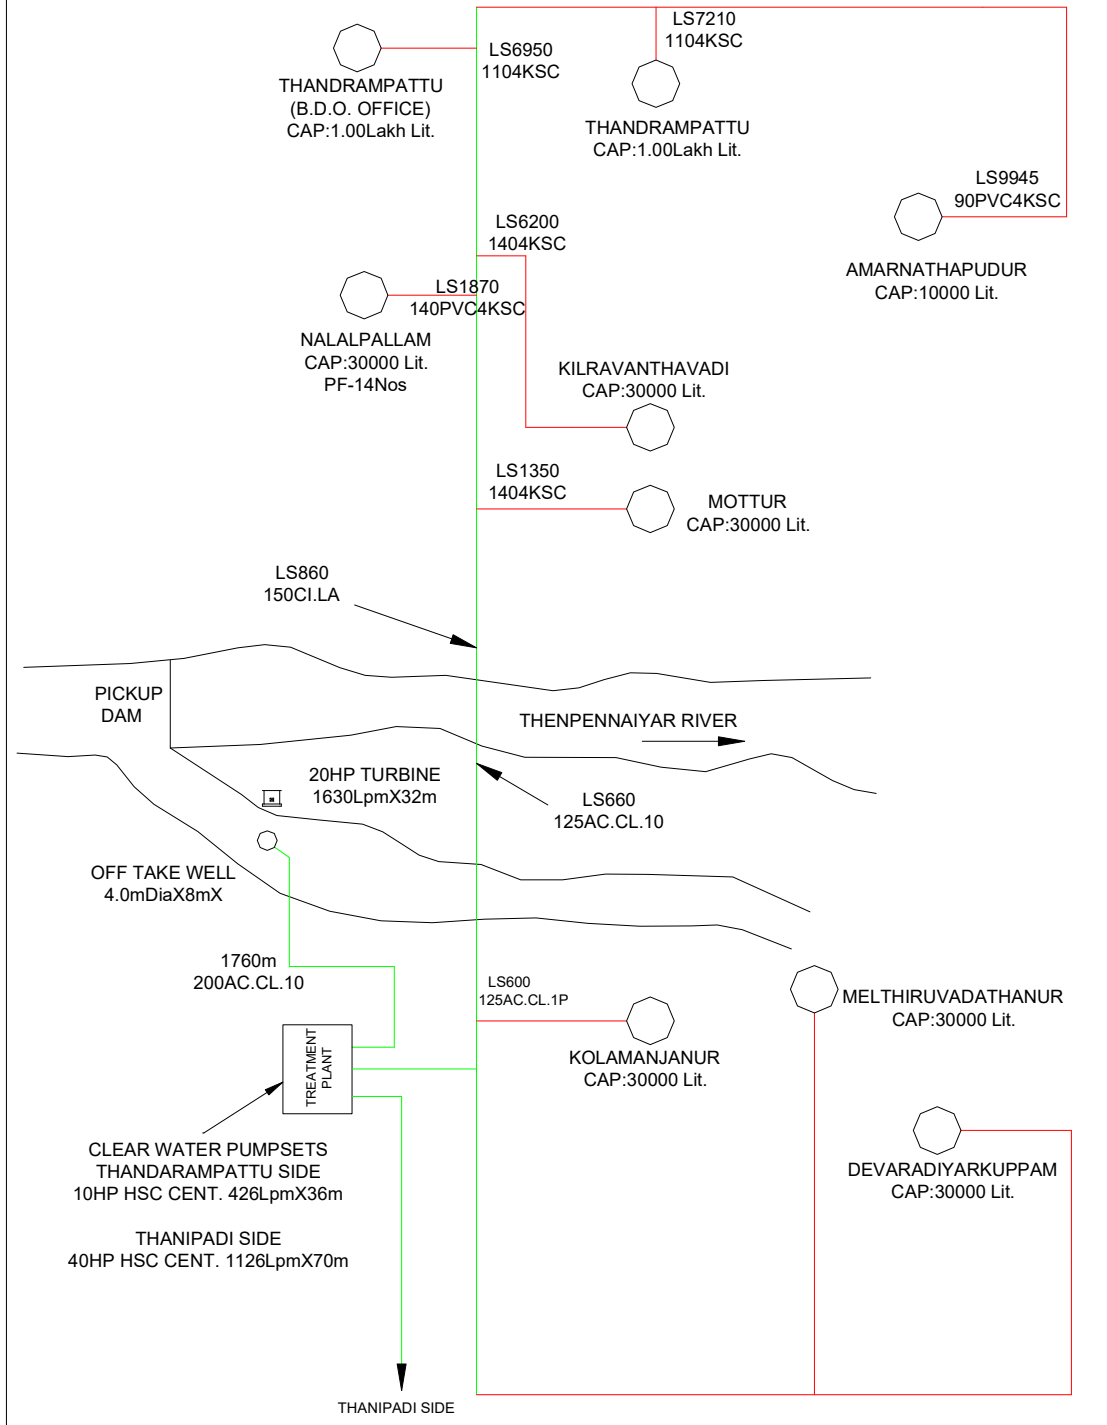 LS7210
1104KSC
LS6950
1104KSC
THANDRAMPATTU
(B.D.O. OFFICE)
CAP:1.00Lakh Lit.
THANDRAMPATTU
CAP:1.00Lakh Lit.
LS9945
90PVC4KSC
AMARNATHAPUDUR
CAP:10000 Lit.
LS6200
1404KSC
LS1870
140PVC4KSC
NALALPALLAM
CAP:30000 Lit.
PF-14Nos
KILRAVANTHAVADI
CAP:30000 Lit.
LS1350
1404KSC
MOTTUR
CAP:30000 Lit.
LS860
150CI.LA
PICKUP
DAM
THENPENNAIYAR RIVER
20HP TURBINE
1630LpmX32m
LS660
125AC.CL.10
OFF TAKE WELL
4.0mDiaX8mX
1760m
200AC.CL.10
LS600
125AC.CL.1P
MELTHIRUVADATHANUR
CAP:30000 Lit.
KOLAMANJANUR
CAP:30000 Lit.
TREATMENT
PLANT
CLEAR WATER PUMPSETS
THANDARAMPATTU SIDE
10HP HSC CENT. 426LpmX36m
THANIPADI SIDE
40HP HSC CENT. 1126LpmX70m
DEVARADIYARKUPPAM
CAP:30000 Lit.
THANIPADI SIDE